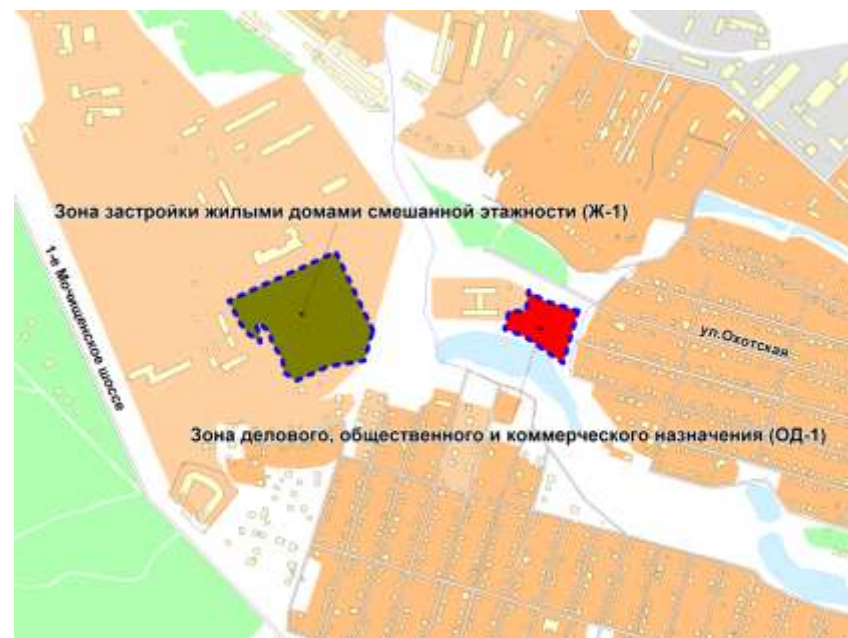 Зона застройки жилыми домами смешанной этажности (Ж-1)
1-е Мочищенское шоссе
ул.Охотская
Зона делового, общественного и коммерческого назначения (ОД-1)